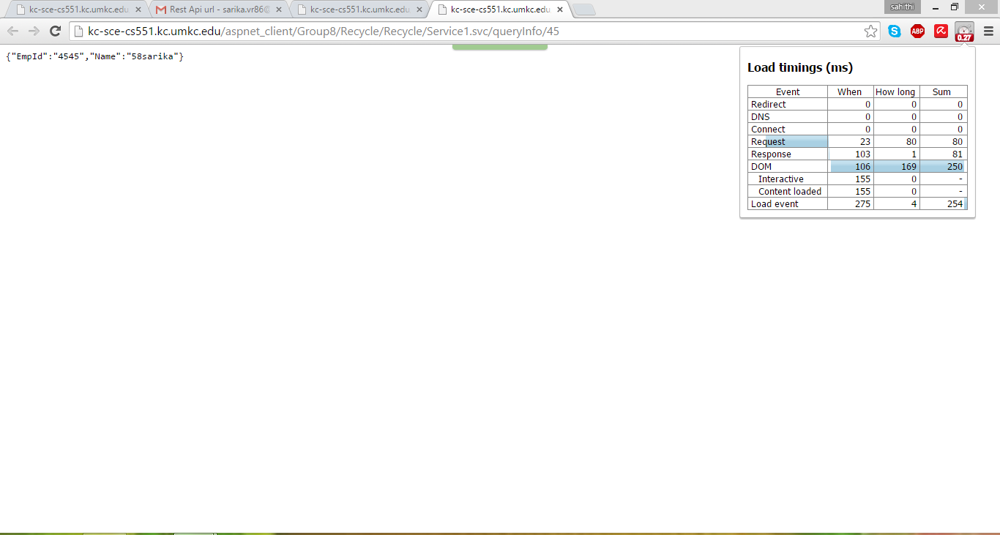 kc-sce-cs551.kc.umkc.edu
Rest Api url - sarika.vr86@
kc-sce-cs551.kc.umkc.edu
kc-sce-cs551.kc.umkc.edu
sahithi
kc-sce-cs551.kc.umkc.edu/aspnet_client/Group8/Recycle/Recycle/Service1.svc/queryInfo/45
ABP
0.27
{"EmpId":"4545","Name":"58sarika"}
Load timings (ms)
Event When How long Sum
Redirect 0 0 0
DNS 0 0 0
Connect 0 0 0
Request 23 80 80
Response 103 1 81
DOM 106 169 250
Interactive 155 0 -
Content loaded 155 0 -
Load event 275 4 254